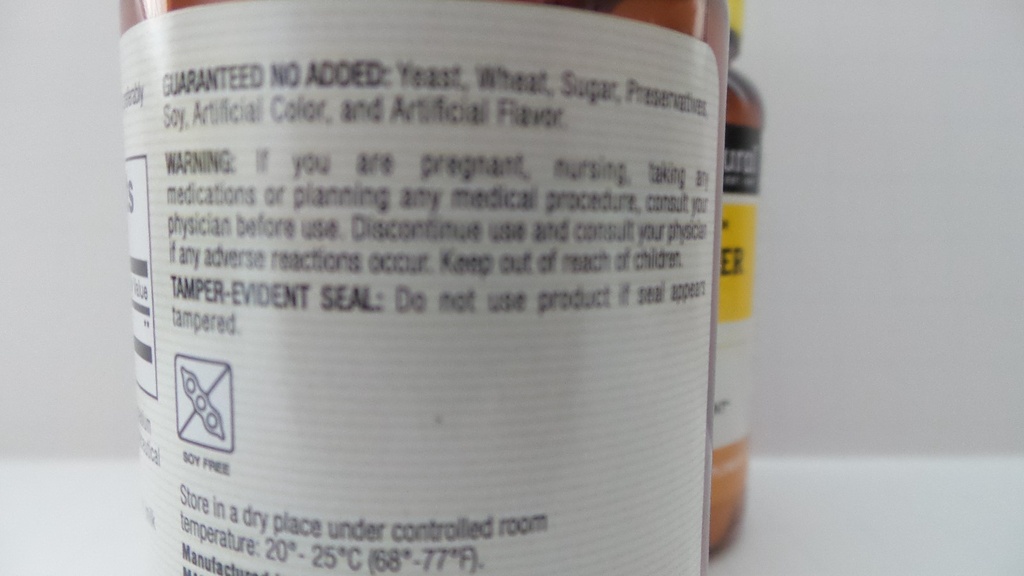 GUARANTEED NO ADDED: Yeast, Wheat, Sugar, Preservatives,
Soy, Artificial Color, and Artificial Flavor.
WARNING: If you are pregnant, nursing, taking any
medications or planning any medical procedure, consult your
physician before use. Discontinue use and consult your physician
if any adverse reactions occur. Keep out of reach of children.
TAMPER-EVIDENT SEAL: Do not use product if seal appears
tampered.
SOY FREE
Store in a dry place under controlled room
temperature: 20°- 25°C (68°-77°F).
Manufactured
ER